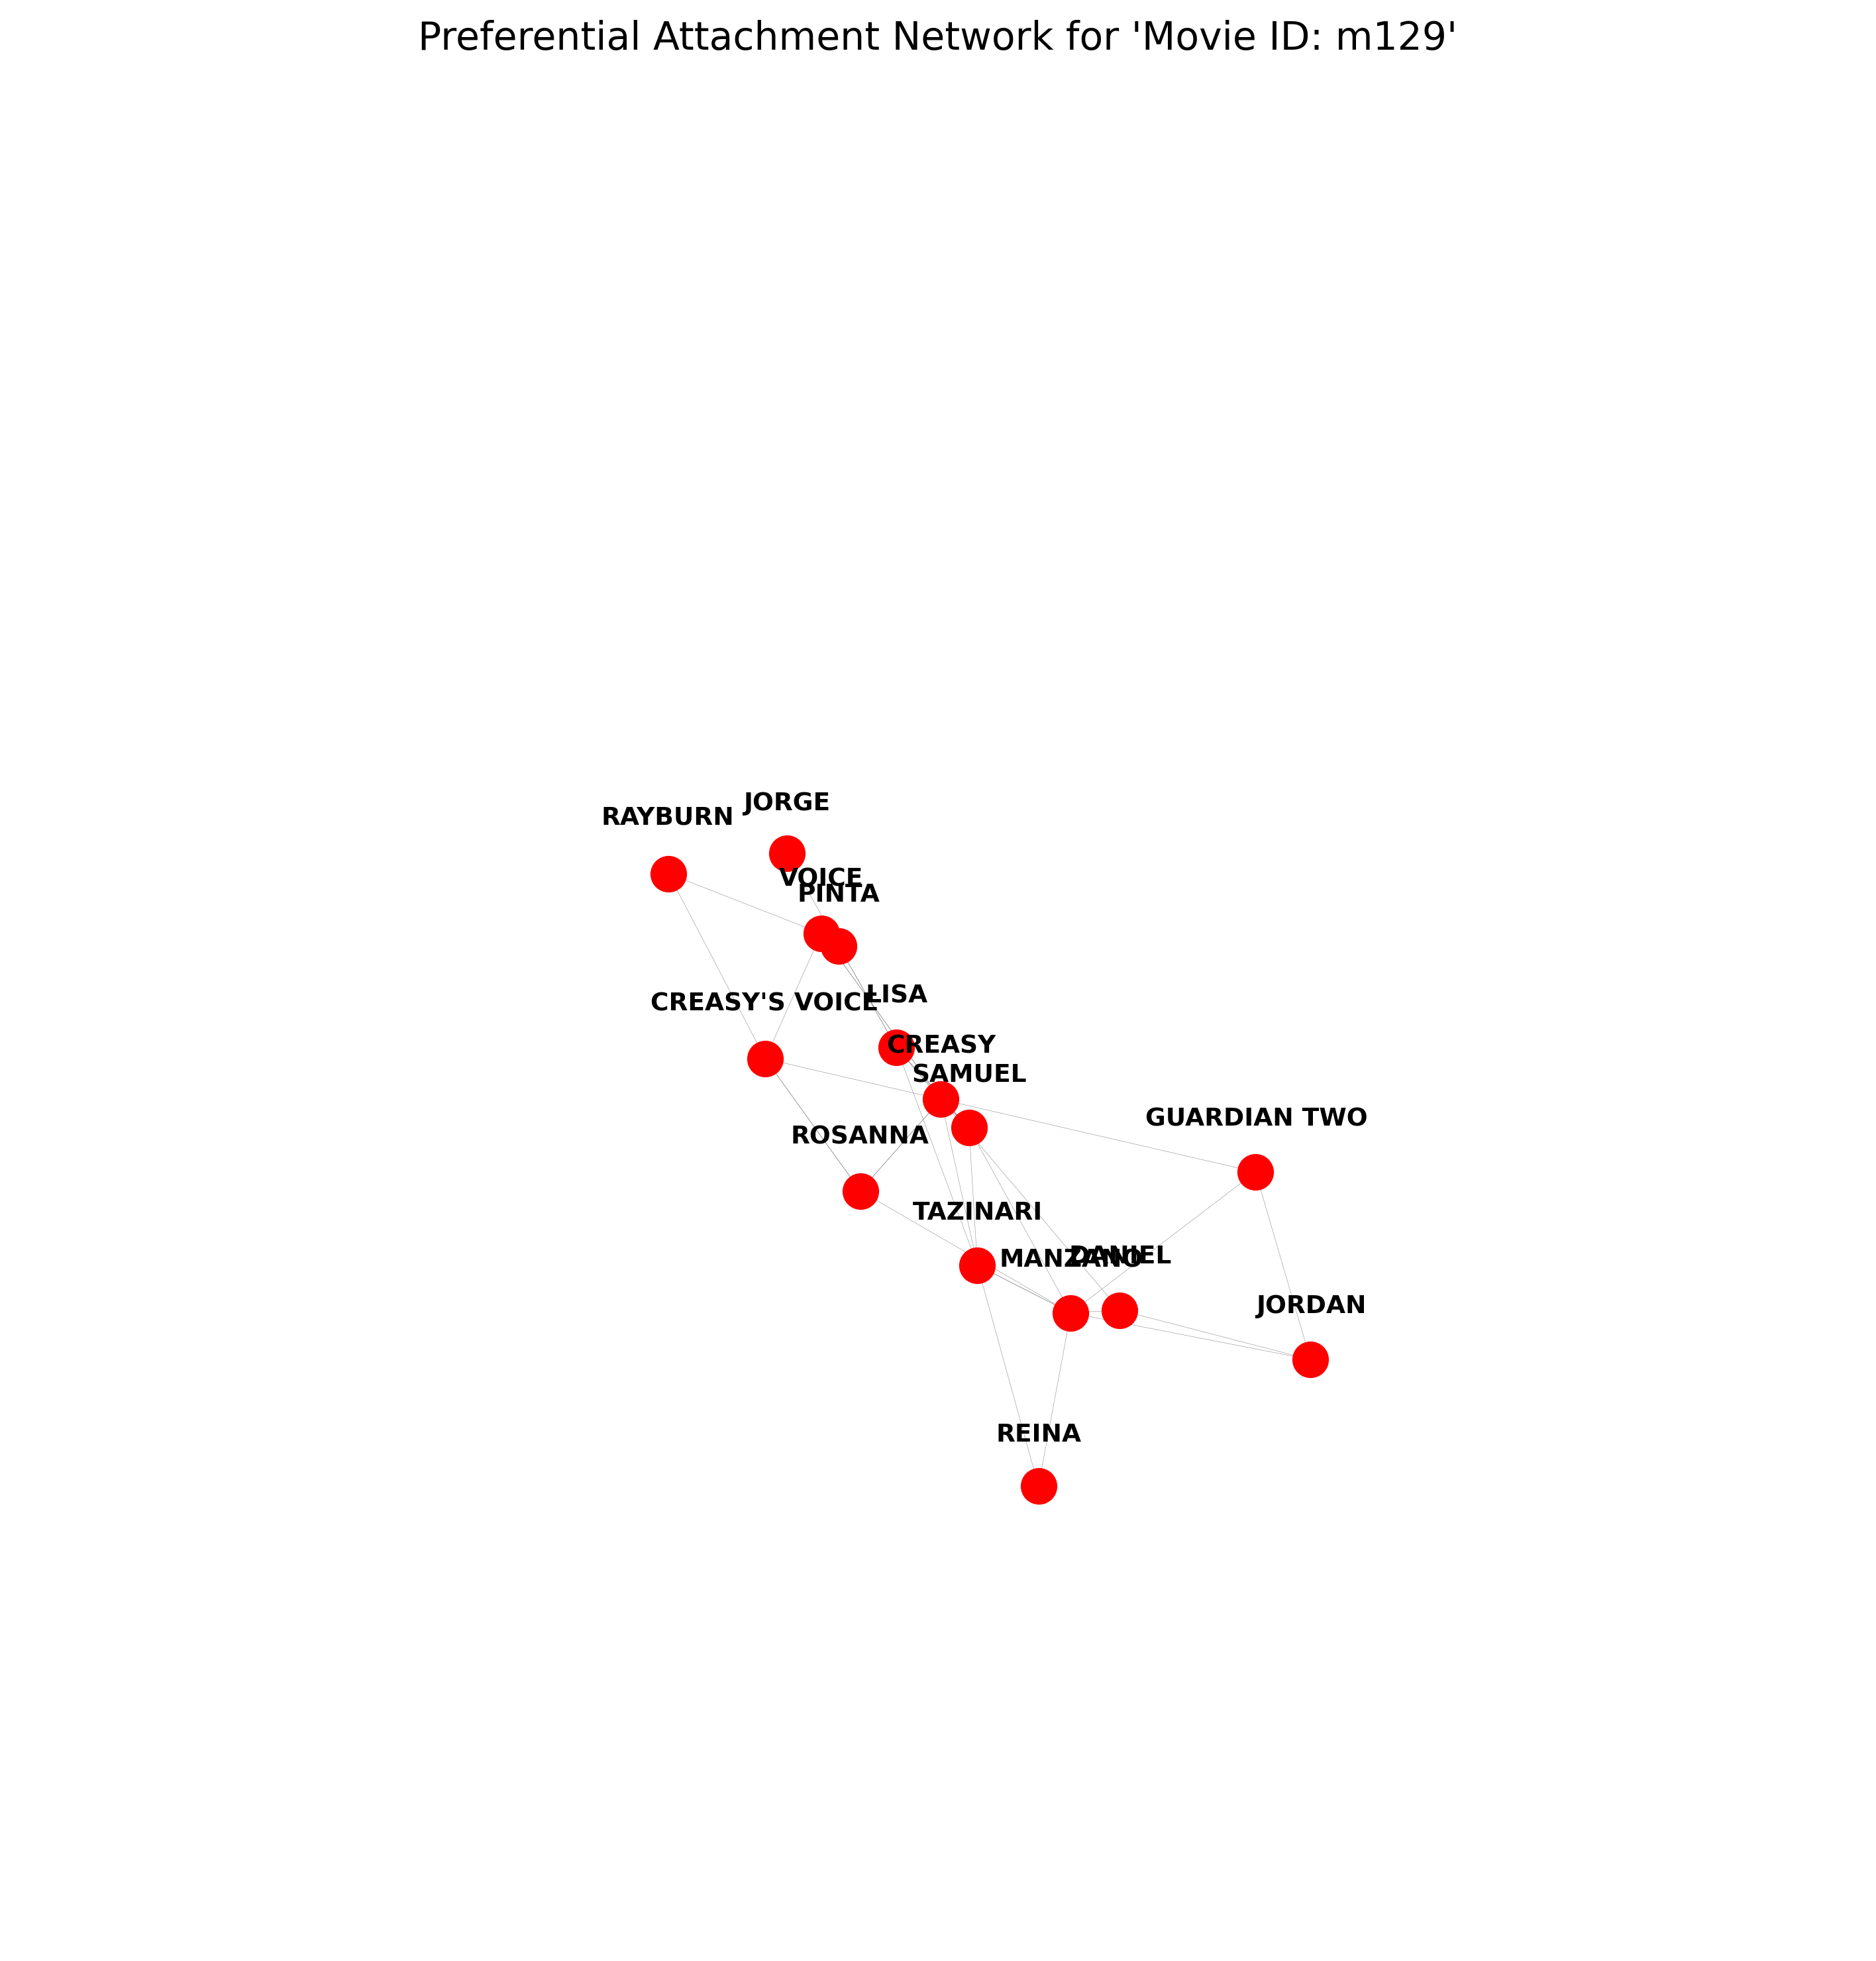 Preferential Attachment Network for 'Movie ID: m129'
JORGE
RAYBURN
VOICE
PINTA
LISA
CREASY'S VOICE
CREASY
SAMUEL
GUARDIAN TWO
ROSANNA
TAZINARI
DANIEL
MANZANO
JORDAN
REINA